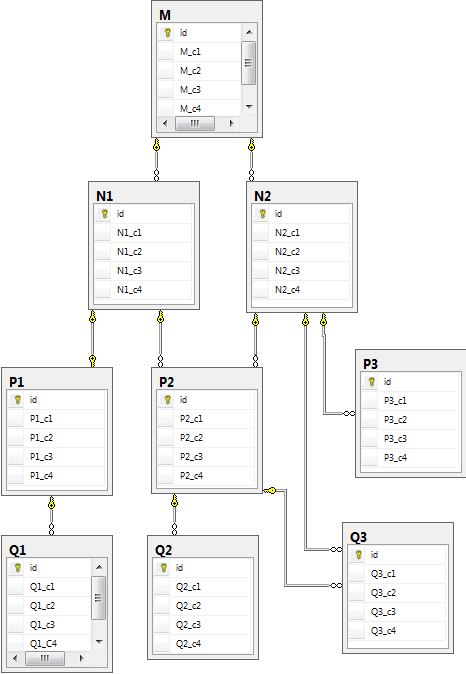 M
id
M_c1
M_c2
M_c3
M_c4
N1
id
N1_c1
N1_c2
N1_c3
N1_c4
N2
id
N2_c1
N2_c2
N2_c3
N2_c4
P1
id
P1_c1
P1_c2
P1_c3
P1_c4
P2
id
P2_c1
P2_c2
P2_c3
P2_c4
P3
id
P3_c1
P3_c2
P3_c3
P3_c4
Q1
id
Q1_c1
Q1_c2
Q1_c3
Q1_C4
Q2
id
Q2_c1
Q2_c2
Q2_c3
Q2_c4
Q3
id
Q3_c1
Q3_c2
Q3_c3
Q3_c4